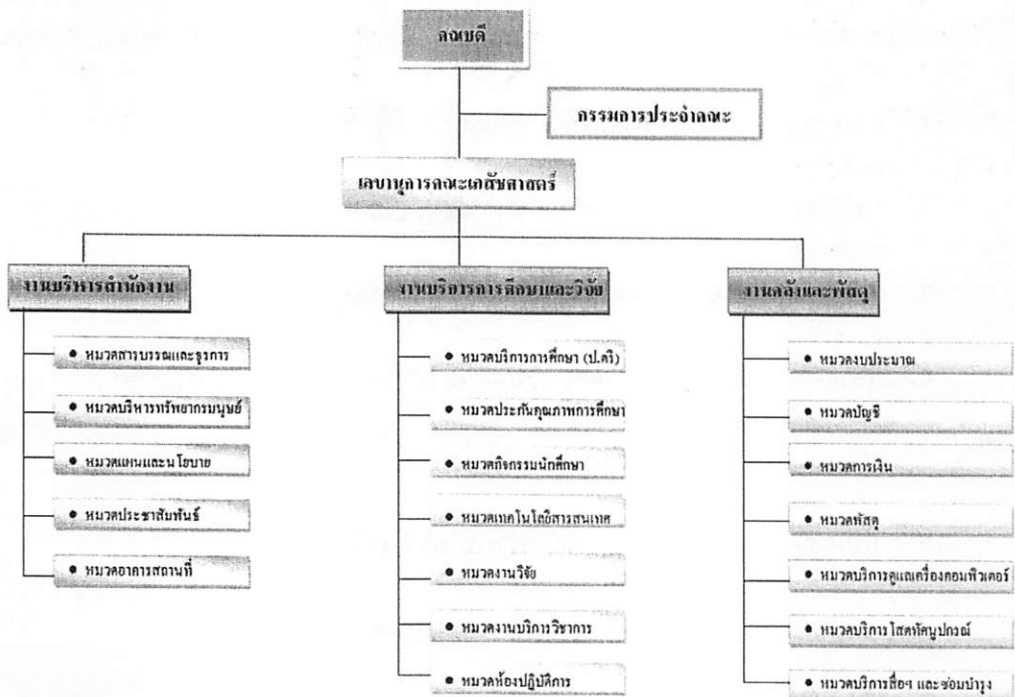 คณบดี
กรรมการประจำคณะ
เลขานุการคณะเภสัชศาสตร์
งานบริหารสำนักงาน
หมวดสารบรรณและธุรการ
หมวดบริหารทรัพยากรมนุษย์
หมวดแผนและนโยบาย
หมวดประชาสัมพันธ์
หมวดอาคารสถานที่
งานบริการการศึกษาและวิจัย
หมวดบริการการศึกษา (ป.ตรี)
หมวดประกันคุณภาพการศึกษา
หมวดกิจกรรมนักศึกษา
หมวดเทคโนโลยีสารสนเทศ
หมวดงานวิจัย
หมวดงานบริการวิชาการ
หมวดห้องปฏิบัติการ
งานคลังและพัสดุ
หมวดงบประมาณ
หมวดบัญชี
หมวดการเงิน
หมวดพัสดุ
หมวดบริการดูแลเครื่องคอมพิวเตอร์
หมวดบริการโสตทัศนูปกรณ์
หมวดบริการสื่อฯ และซ่อมบำรุง